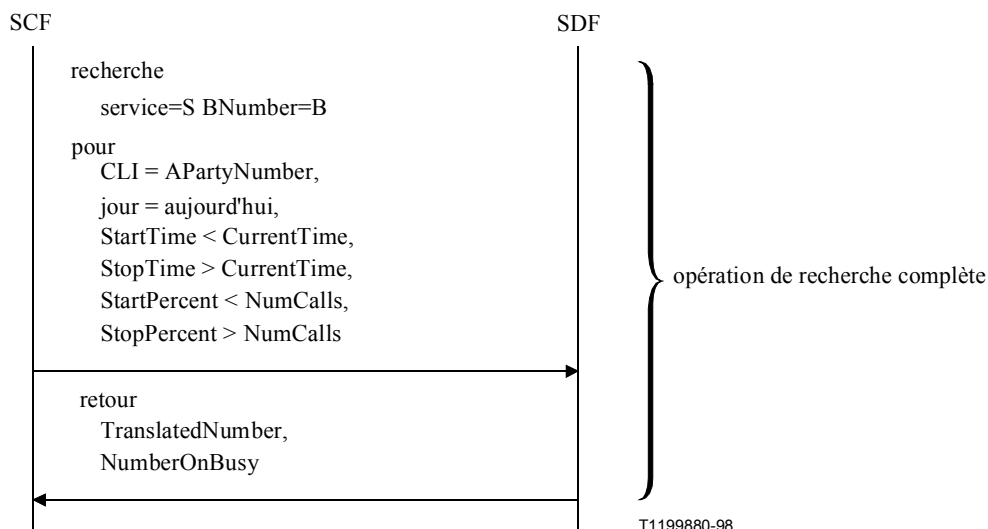 SCF
SDF
recherche
service=S BNumber=B
pour
CLI = APartyNumber,
jour = aujourd'hui,
StartTime < CurrentTime,
StopTime > CurrentTime,
StartPercent < NumCalls,
StopPercent > NumCalls
opération de recherche complète
retour
TranslatedNumber,
NumberOnBusy
T1199880-98